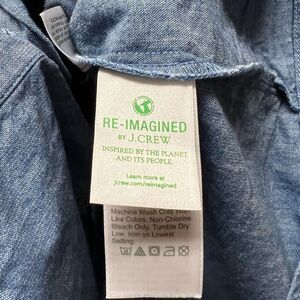 RE-IMAGINED
BY J.CREW
INSPIRED BY THE PLANET
AND ITS PEOPLE.
Learn more at
jcrew.com/reimagined
Machine Wash Cold With
Like Colors, Non-Chlorine
Bleach Only, Tumble Dry
Low, Iron on Lowest
Setting